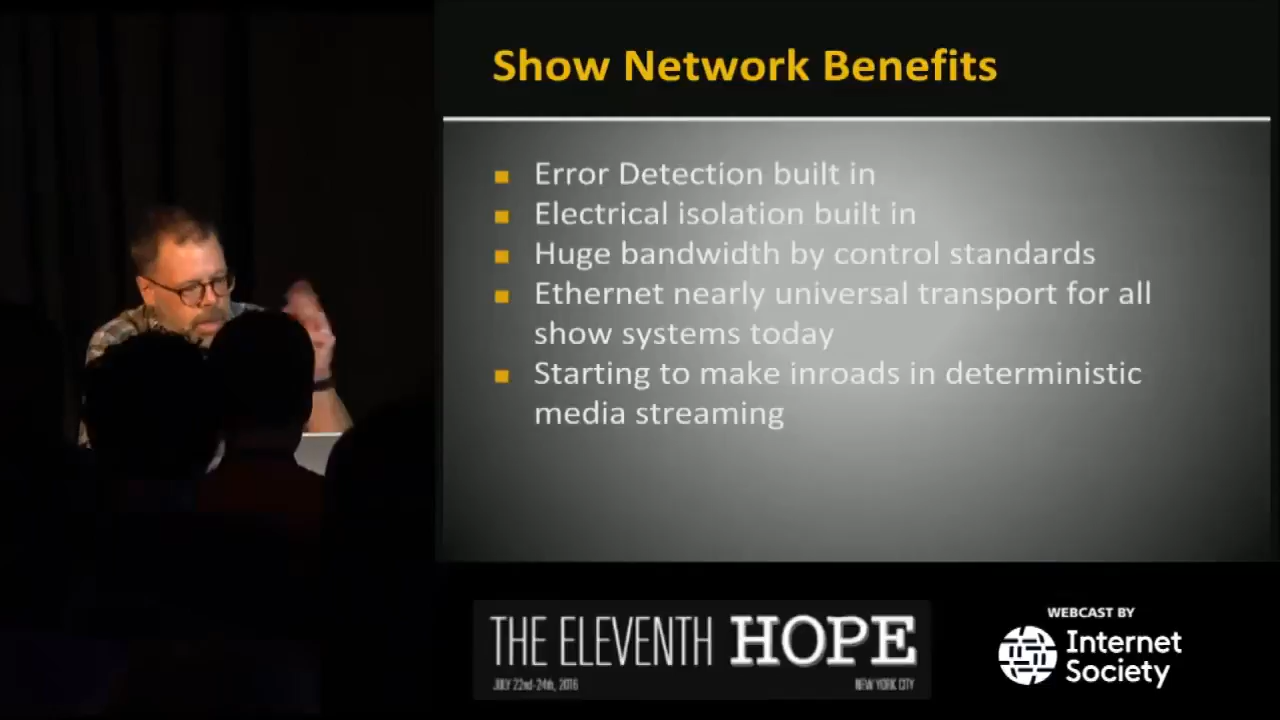 Show Network Benefits
Error Detection built in
Electrical isolation built in
Huge bandwidth by control standards
Ethernet nearly universal transport for all
show systems today
Starting to make inroads in deterministic
media streaming
THE ELEVENTH HOPE
JULY 22nd-24th, 2016
NEW YORK CITY
WEBCAST BY
Internet
Society